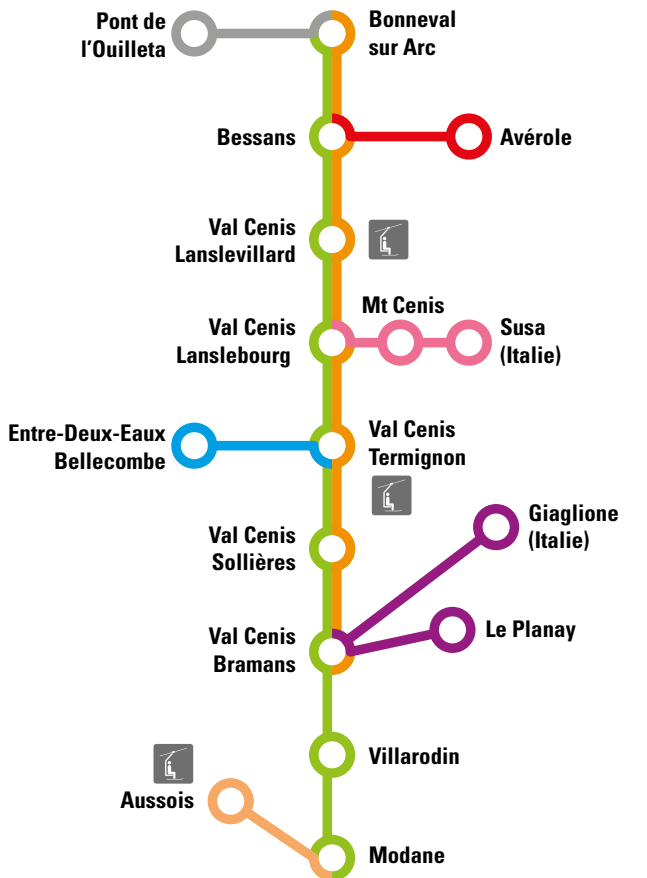 Pont de
l'Ouilleta
Bonneval
sur Arc
Bessans
Avérole
Val Cenis
Lanslevillard
Val Cenis
Lanslebourg
Mt Cenis
Susa
(Italie)
Entre-Deux-Eaux
Bellecombe
Val Cenis
Termignon
Val Cenis
Sollières
Giaglione
(Italie)
Val Cenis
Bramans
Le Planay
Villarodin
Aussois
Modane